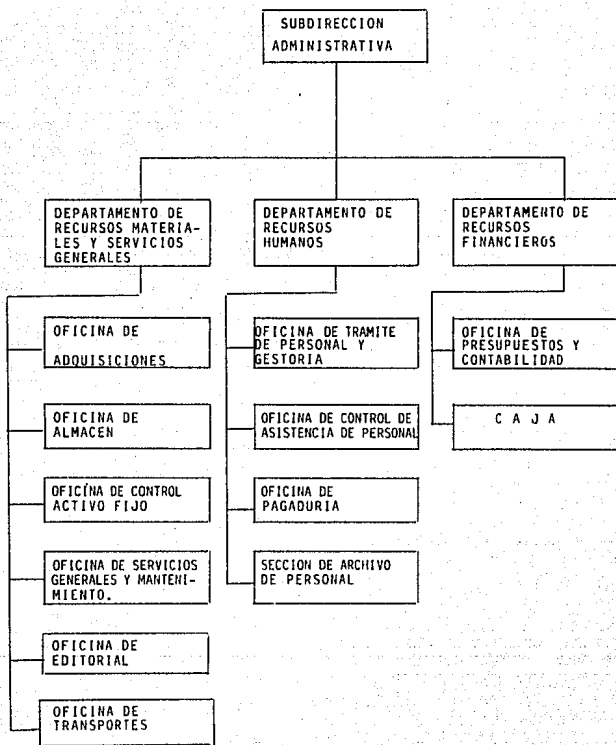 SUBDIRECCION
ADMINISTRATIVA
DEPARTAMENTO DE
RECURSOS MATERIA-
LES Y SERVICIOS
GENERALES
DEPARTAMENTO DE
RECURSOS
HUMANOS
DEPARTAMENTO DE
RECURSOS
FINANCIEROS
OFICINA DE
ADQUISICIONES
OFICINA DE
ALMACEN
OFICÍNA DE CONTROL
ACTIVO FIJO
OFICINA DE SERVICIOS
GENERALES Y MANTENI-
MIENTO.
OFICINA DE
EDITORIAL
OFICINA DE
TRANSPORTES
OFICINA DE TRAMITE
DE PERSONAL Y
GESTORIA
OFICINA DE CONTROL DE
ASISTENCIA DE PERSONAL
OFICINA DE
PAGADURIA
SECCION DE ARCHIVO
DE PERSONAL
OFICINA DE
PRESUPUESTOS Y
CONTABILIDAD
C A J A